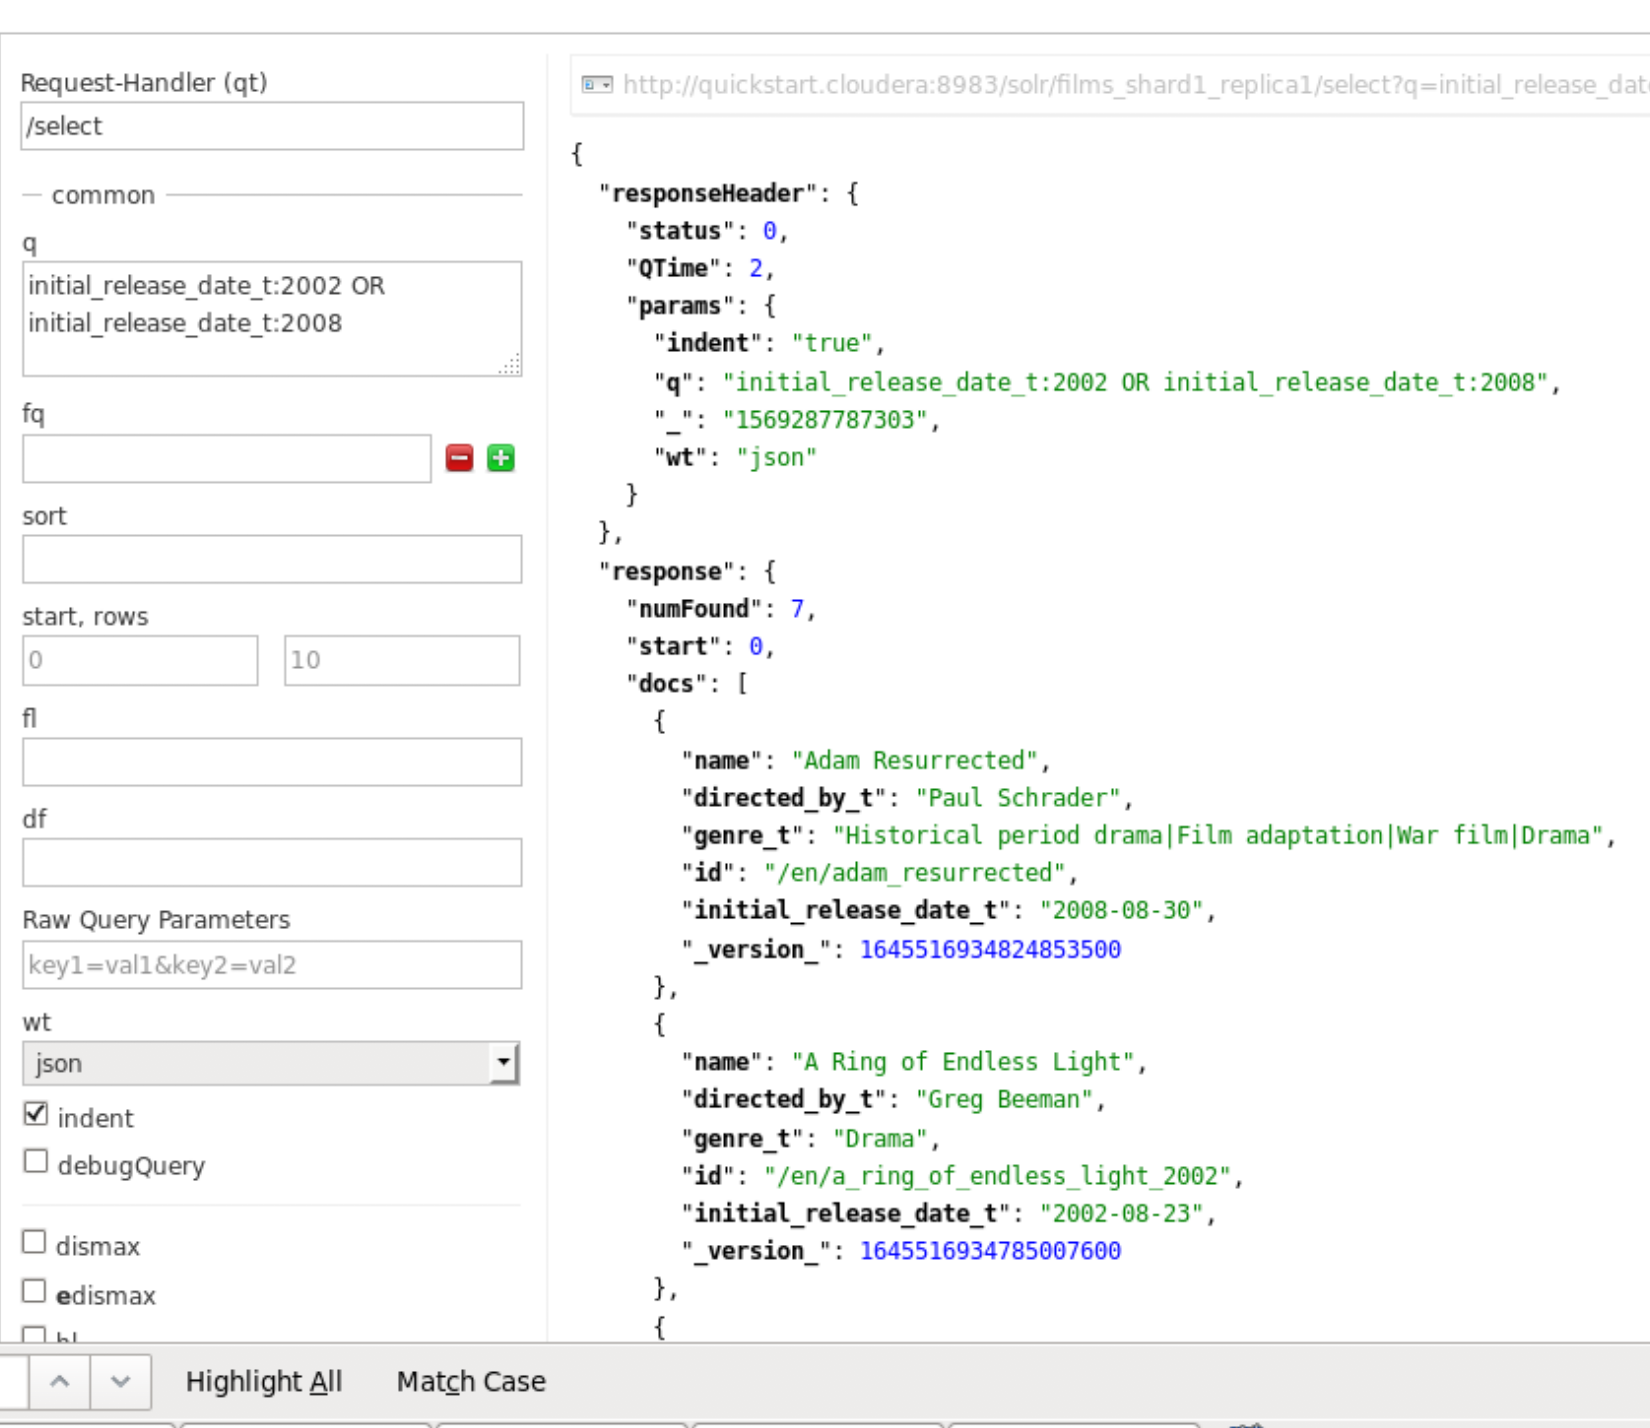 Request-Handler (qt)
/select
common
q
initial_release_date_t:2002 OR
initial_release_date_t:2008
fq
sort
start, rows
0 10
fl
df
Raw Query Parameters
key1=val1&key2=val2
wt
json
indent
debugQuery
dismax
edismax
hl
http://quickstart.cloudera:8983/solr/films_shard1_replica1/select?q=initial_release_dat
{
"responseHeader": {
"status": 0,
"QTime": 2,
"params": {
"indent": "true",
"q": "initial_release_date_t:2002 OR initial_release_date_t:2008",
"_": "1569287787303",
"wt": "json"
}
},
"response": {
"numFound": 7,
"start": 0,
"docs": [
{
"name": "Adam Resurrected",
"directed_by_t": "Paul Schrader",
"genre_t": "Historical period drama|Film adaptation|War film|Drama",
"id": "/en/adam_resurrected",
"initial_release_date_t": "2008-08-30",
"_version_": 1645516934824853500
},
{
"name": "A Ring of Endless Light",
"directed_by_t": "Greg Beeman",
"genre_t": "Drama",
"id": "/en/a_ring_of_endless_light_2002",
"initial_release_date_t": "2002-08-23",
"_version_": 1645516934785007600
},
{
Highlight All Match Case